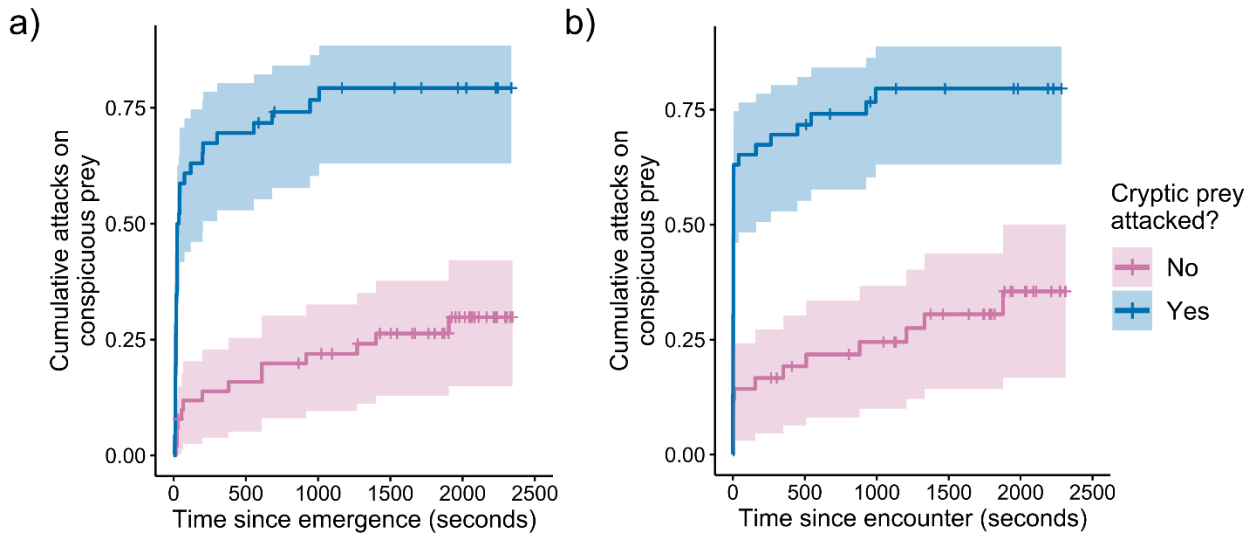 a)
Cumulative attacks on
conspicuous prey
0.75
0.50
0.25
0.00
0 500 1000 1500 2000 2500
Time since emergence (seconds)
b)
Cumulative attacks on
conspicuous prey
0.75
0.50
0.25
0.00
0 500 1000 1500 2000 2500
Time since encounter (seconds)
Cryptic prey
attacked?
No
Yes